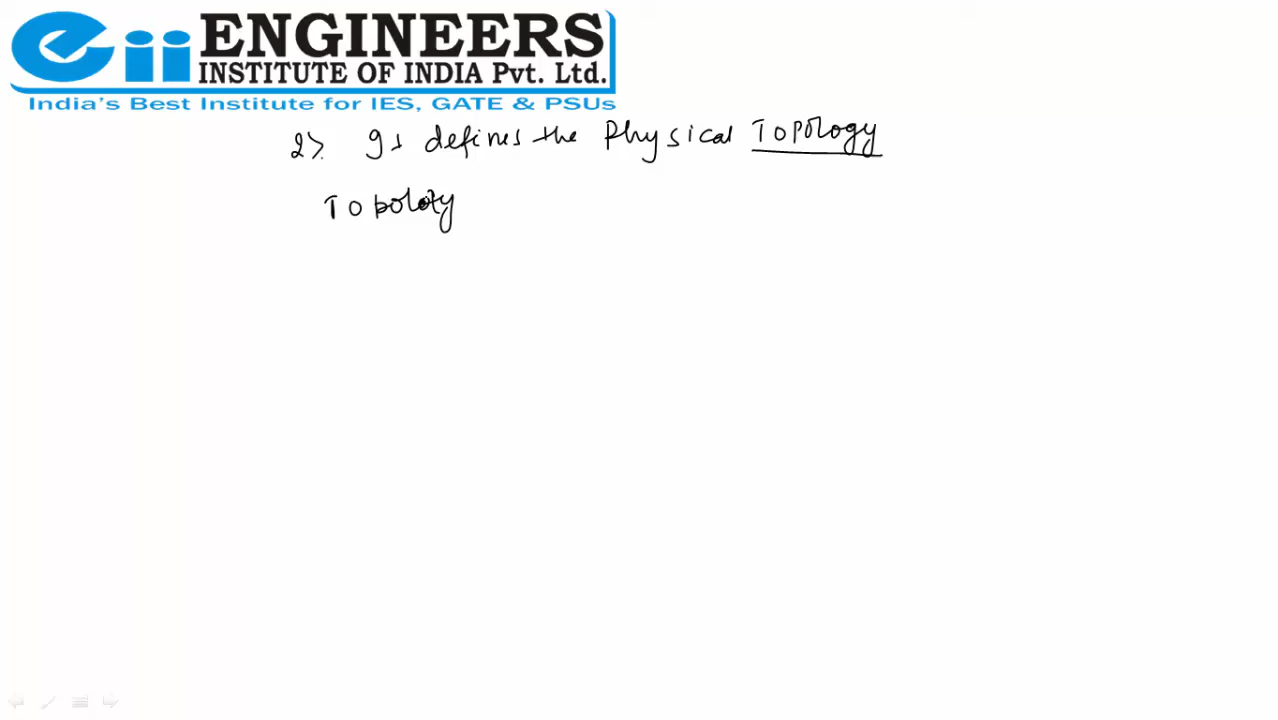 eii ENGINEERS
INSTITUTE OF INDIA Pvt. Ltd.
India's Best Institute for IES, GATE & PSUs
2> It defines the Physical Topology
Topology